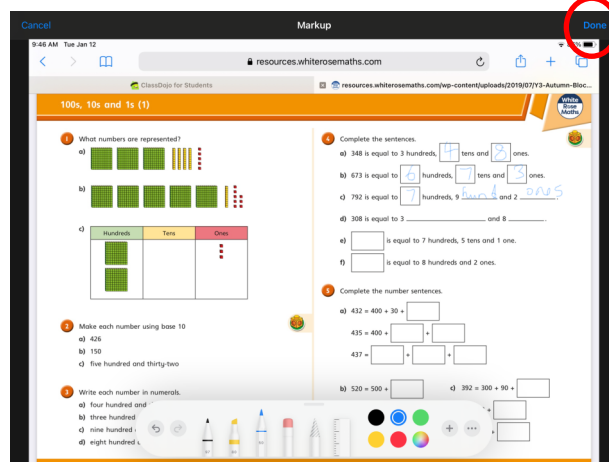 Cancel Markup Done
9:46 AM Tue Jan 12
resources.whiterosemaths.com
ClassDojo for Students
resources.whiterosemaths.com/wp-content/uploads/2019/07/Y3-Autumn-Bloc...
100s, 10s and 1s (1)
White Rose Maths
1 What numbers are represented?
a)
b)
c)
Hundreds Tens Ones
2 Make each number using base 10
a) 426
b) 150
c) five hundred and thirty-two
3 Write each number in numerals.
a) four hundred and
b) three hundred
c) nine hundred
d) eight hundred
4 Complete the sentences.
a) 348 is equal to 3 hundreds, 4 tens and 8 ones.
b) 673 is equal to 6 hundreds, 7 tens and 3 ones.
c) 792 is equal to 7 hundreds, 9 and 2 ones.
d) 308 is equal to 3 and 8 .
e) is equal to 7 hundreds, 5 tens and 1 one.
f) is equal to 8 hundreds and 2 ones.
5 Complete the number sentences.
a) 432 = 400 + 30 +
435 = 400 + +
437 = + +
b) 520 = 500 +
c) 392 = 300 + 90 +
+
+